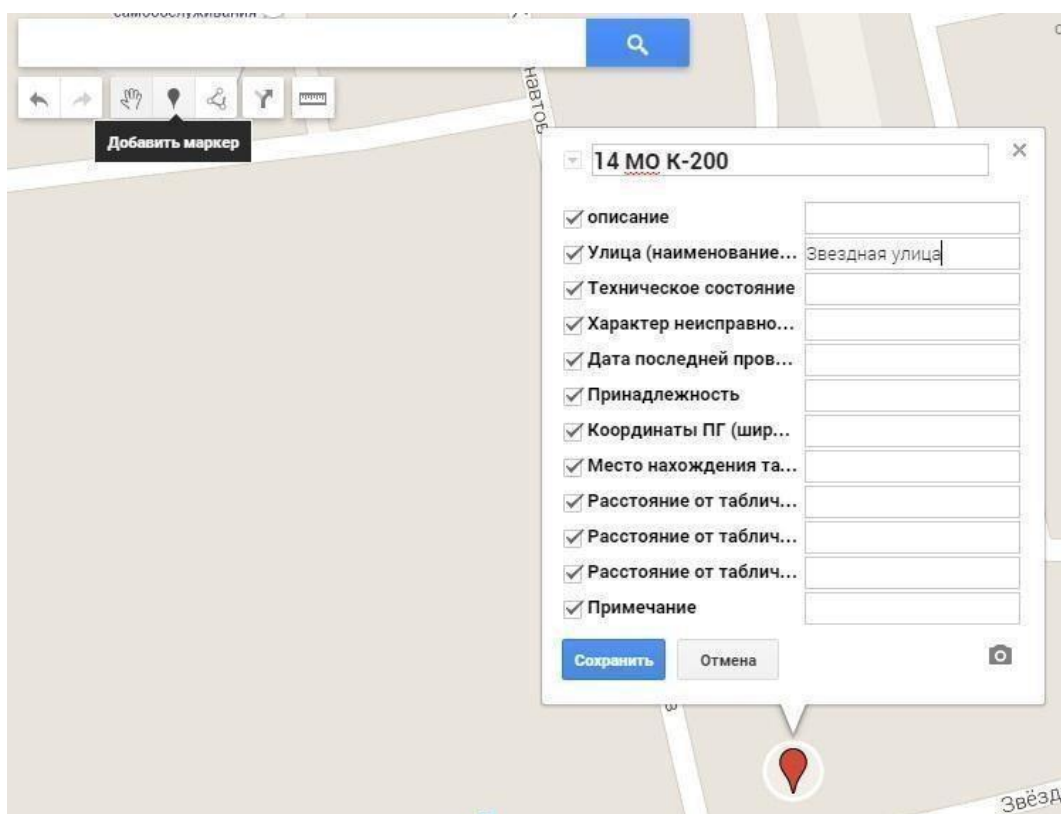 самообслуживания
навтов
Добавить маркер
14 МО К-200
описание
Улица (наименование... Звездная улица
Техническое состояние
Характер неисправно...
Дата последней пров...
Принадлежность
Координаты ПГ (шир...
Место нахождения та...
Расстояние от таблич...
Расстояние от таблич...
Расстояние от таблич...
Примечание
Сохранить Отмена
в
Звёзд